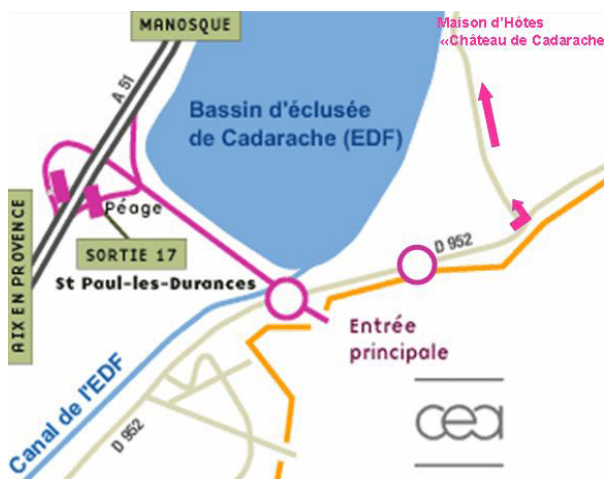 MANOSQUE
Maison d'Hôtes
«Château de Cadarache
A 51
Bassin d'éclusée
de Cadarache (EDF)
Péage
AIX EN PROVENCE
SORTIE 17
D 952
St Paul-les-Durances
Entrée
principale
Canal de l'EDF
D 952
cea